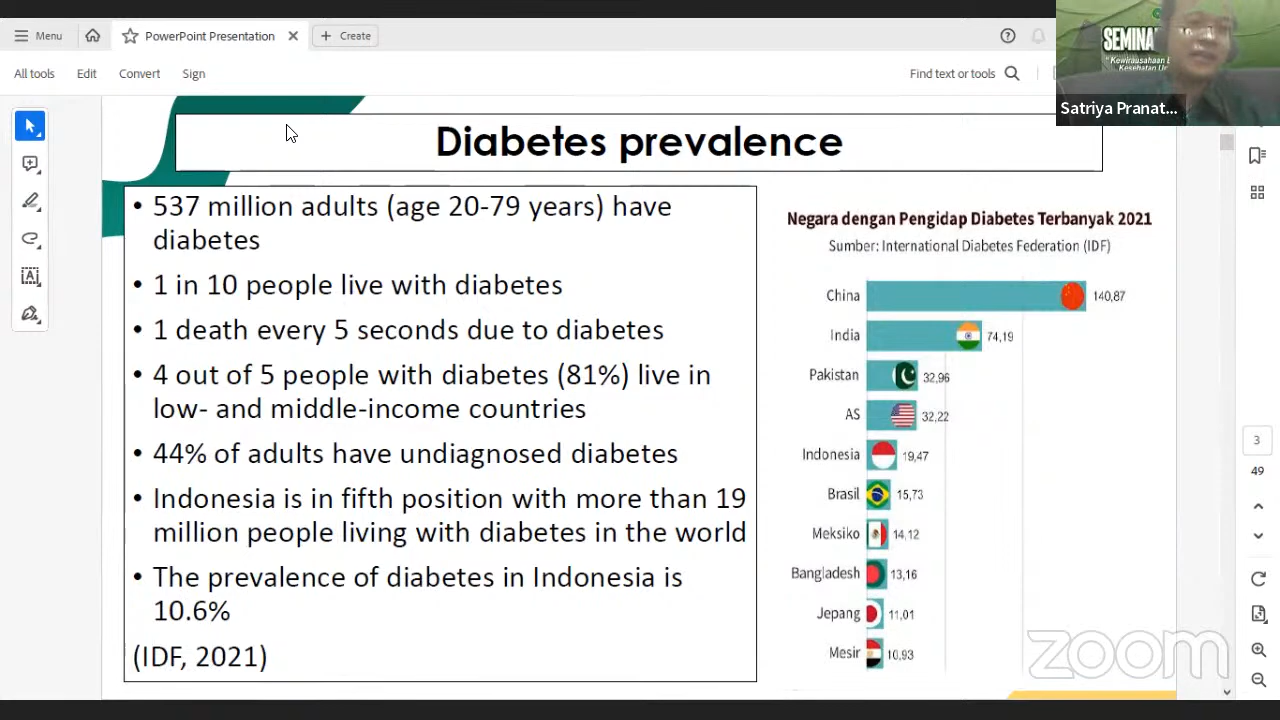 Menu
PowerPoint Presentation
Create
All tools
Edit
Convert
Sign
Find text or tools
Satriya Pranat...
Diabetes prevalence
• 537 million adults (age 20-79 years) have
diabetes
• 1 in 10 people live with diabetes
• 1 death every 5 seconds due to diabetes
• 4 out of 5 people with diabetes (81%) live in
low- and middle-income countries
• 44% of adults have undiagnosed diabetes
• Indonesia is in fifth position with more than 19
million people living with diabetes in the world
• The prevalence of diabetes in Indonesia is
10.6%
(IDF, 2021)
Negara dengan Pengidap Diabetes Terbanyak 2021
Sumber: International Diabetes Federation (IDF)
China 140,87
India 74,19
Pakistan 32,96
AS 32,22
Indonesia 19,47
Brasil 15,73
Meksiko 14,12
Bangladesh 13,16
Jepang 11,01
Mesir 10,93
3
49
zoom